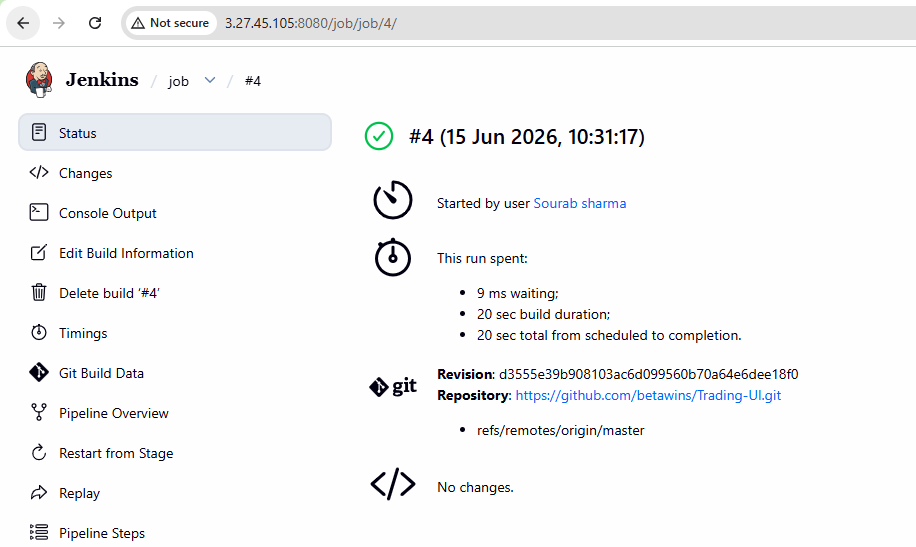 Not secure 3.27.45.105:8080/job/job/4/
Jenkins / job / #4
Status
Changes
Console Output
Edit Build Information
Delete build ‘#4’
Timings
Git Build Data
Pipeline Overview
Restart from Stage
Replay
Pipeline Steps
#4 (15 Jun 2026, 10:31:17)
Started by user Sourab sharma
This run spent:
• 9 ms waiting;
• 20 sec build duration;
• 20 sec total from scheduled to completion.
git
Revision: d3555e39b908103ac6d099560b70a64e6dee18f0
Repository: https://github.com/betawins/Trading-UI.git
• refs/remotes/origin/master
No changes.